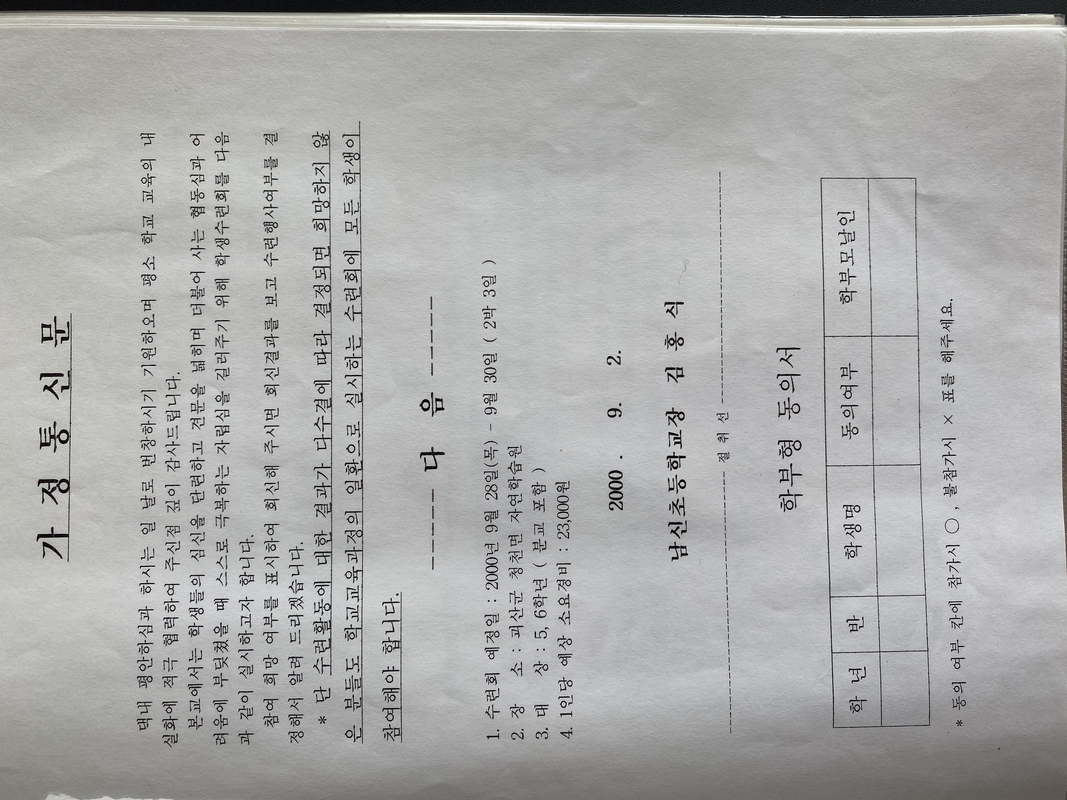 가 정 통 신 문
댁내 평안하심과 하시는 일 날로 번창하시기 기원하오며 평소 학교 교육의 내
실화에 적극 협력하여 주신점 깊이 감사드립니다.
본교에서는 학생들의 심신을 단련하고 견문을 넓히며 더불어 사는 협동심과 어
려움에 부딪쳤을 때 스스로 극복하는 자립심을 길러주기 위해 학생수련회를 다음
과 같이 실시하고자 합니다.
참여 희망 여부를 표시하여 회신해 주시면 회신결과를 보고 수련행사여부를 결
정해서 알려 드리겠습니다.
* 단 수련활동에 대한 결과가 다수결에 따라 결정되면 희망하지 않
은 분들도 학교교육과정의 일환으로 실시하는 수련회에 모든 학생이
참여해야 합니다.
----- 다 음 -----
1. 수련회 예정일 : 2000년 9월 28일(목) - 9월 30일 ( 2박 3일 )
2. 장 소 : 괴산군 청천면 자연학습원
3. 대 상 : 5, 6학년 ( 분교 포함 )
4. 1인당 예상 소요경비 : 23,000원
2000 . 9. 2.
남신초등학교장 김 홍 식
---------------------- 절 취 선 ----------------------
학부형 동의서
학 년 반 학생명 동의여부 학부모날인
* 동의 여부 칸에 참가시 ○ , 불참가시 × 표를 해주세요.